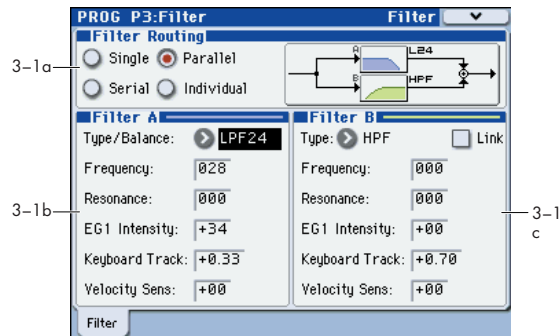 PROG P3:Filter Filter
Filter Routing
3–1a
Single Parallel
Serial Individual
A L24
B HPF
Filter A Filter B
Type/Balance: LPF24 Type: HPF Link
Frequency: 028 Frequency: 000
Resonance: 000 Resonance: 000
3–1b
3–1
c
EG1 Intensity: +34 EG1 Intensity: +00
Keyboard Track: +0.33 Keyboard Track: +0.70
Velocity Sens: +00 Velocity Sens: +00
Filter